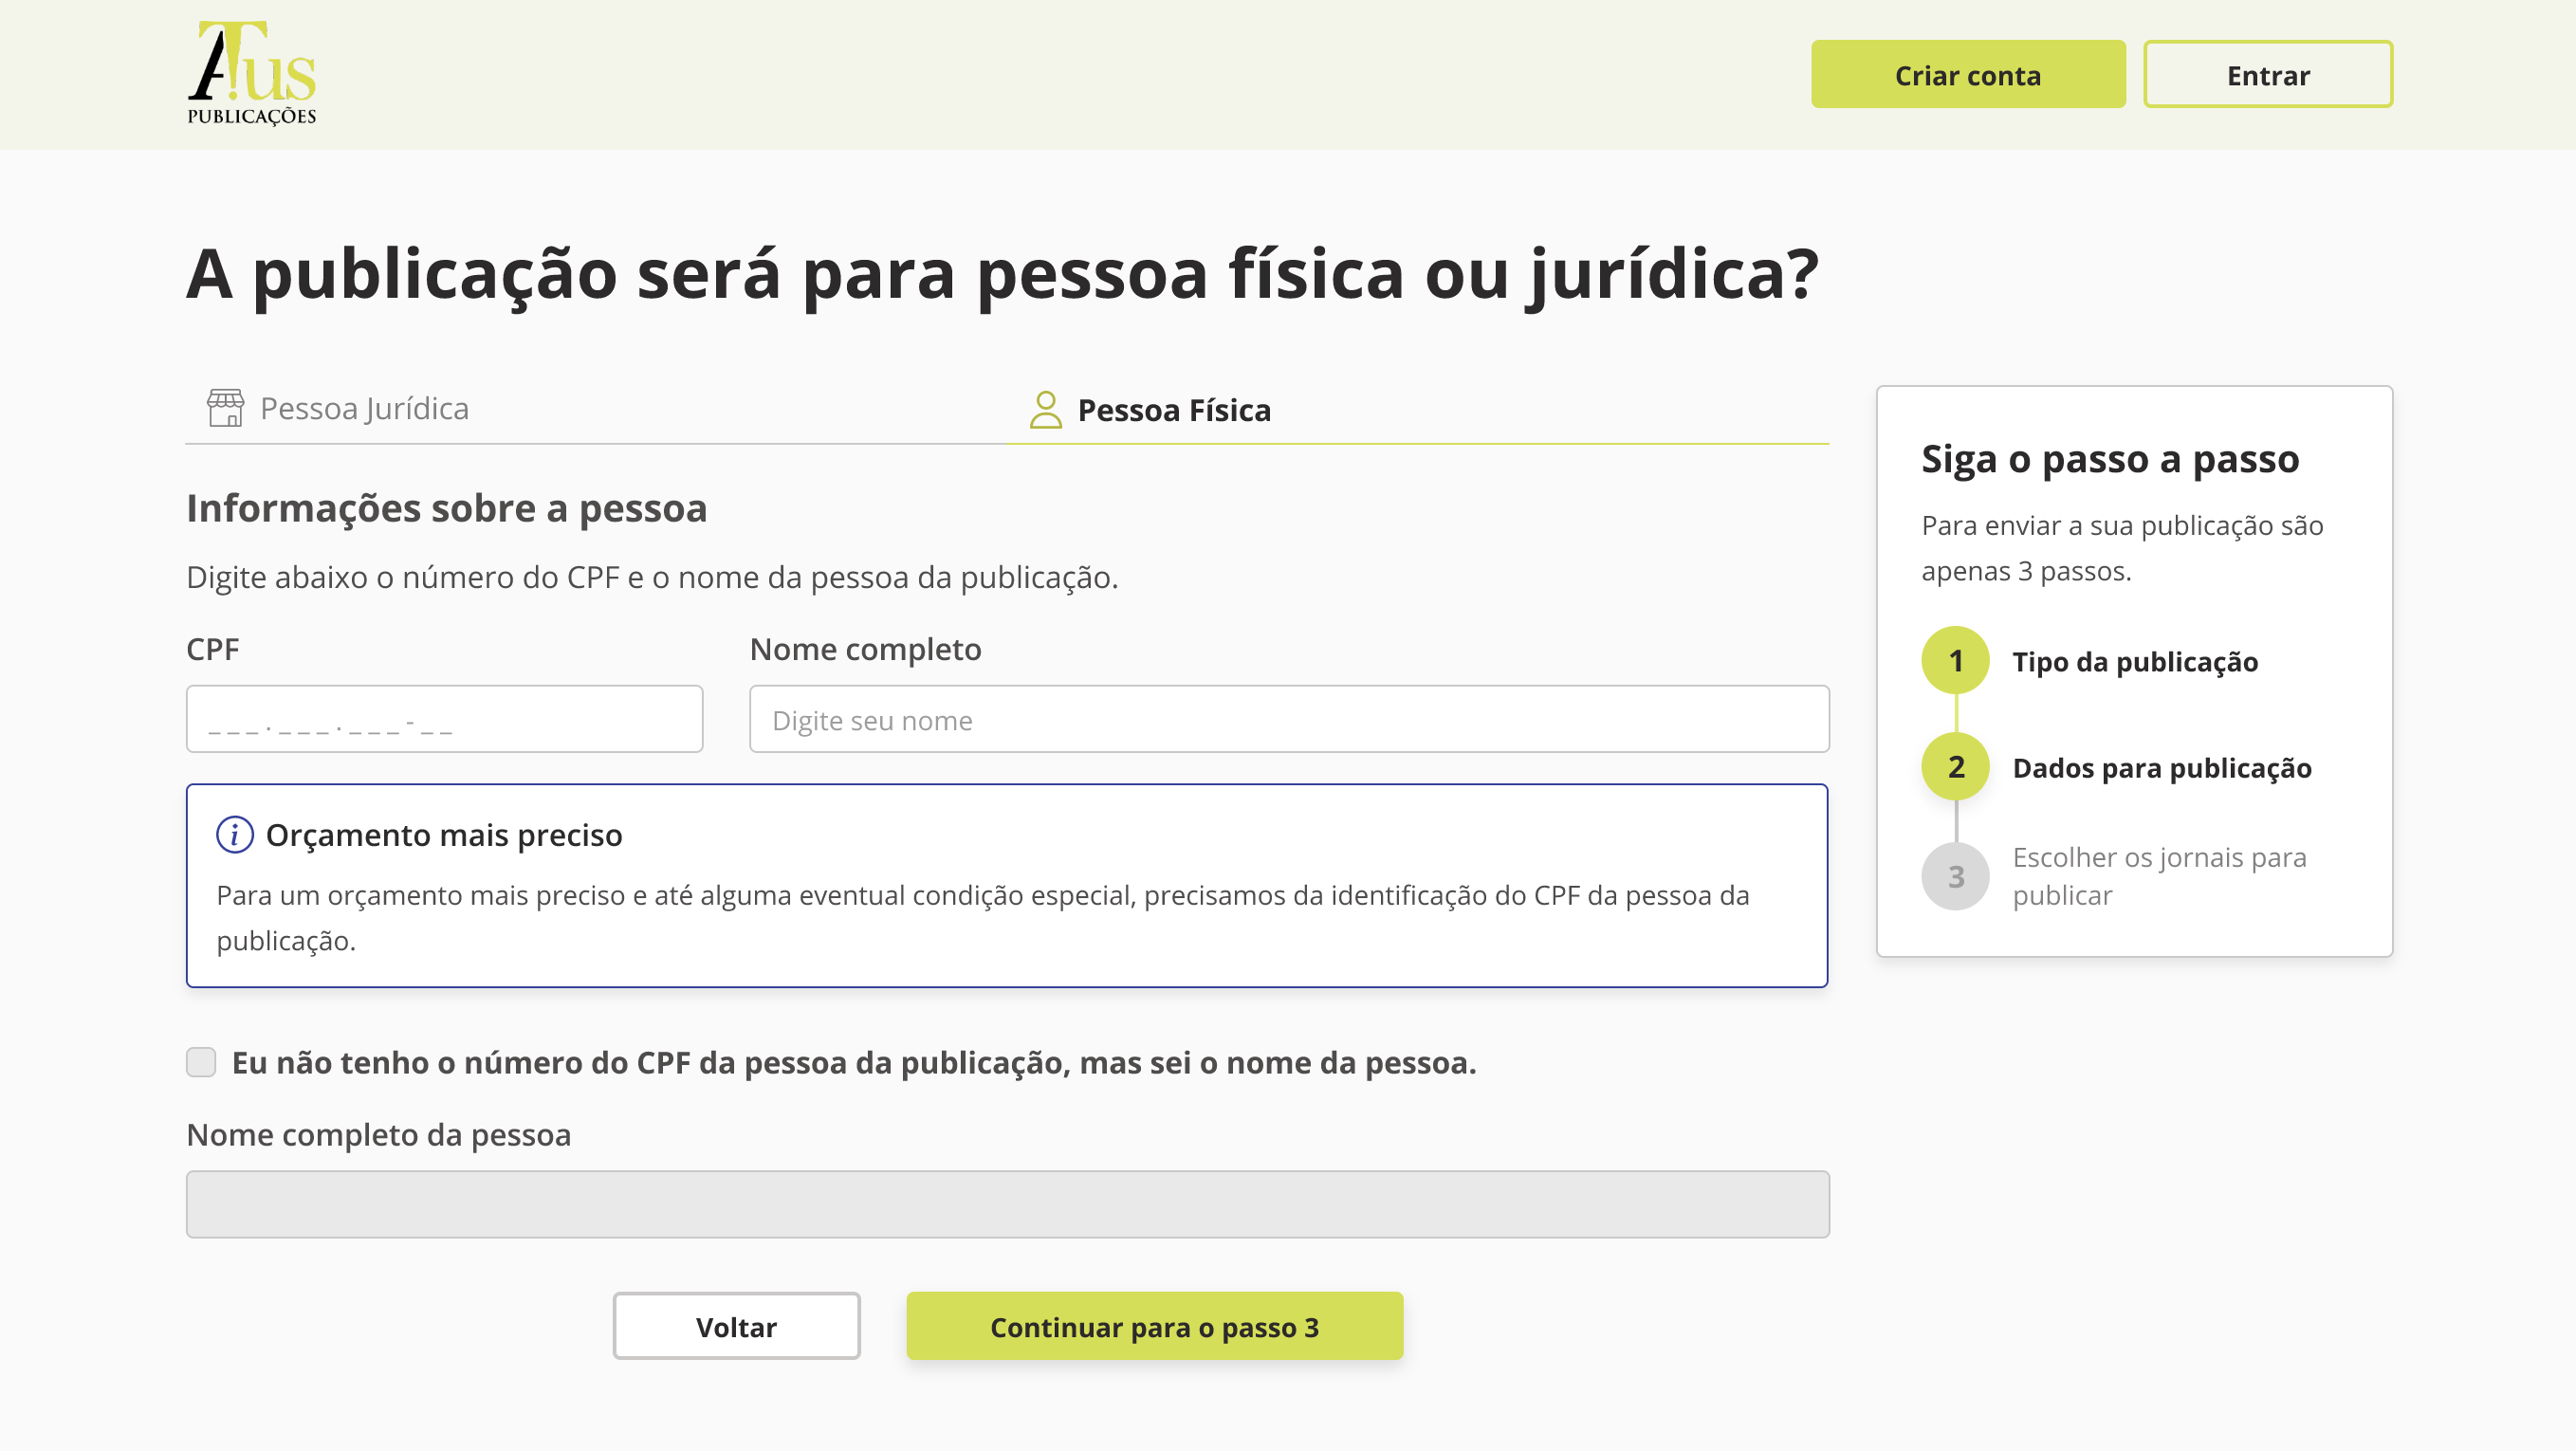 ATus
PUBLICAÇÕES
Criar conta
Entrar
A publicação será para pessoa física ou jurídica?
Pessoa Jurídica
Pessoa Física
Informações sobre a pessoa
Digite abaixo o número do CPF e o nome da pessoa da publicação.
CPF
Nome completo
_ _ _ . _ _ _ . _ _ _ - _ _
Digite seu nome
i Orçamento mais preciso
Para um orçamento mais preciso e até alguma eventual condição especial, precisamos da identificação do CPF da pessoa da
publicação.
Eu não tenho o número do CPF da pessoa da publicação, mas sei o nome da pessoa.
Nome completo da pessoa
Voltar
Continuar para o passo 3
Siga o passo a passo
Para enviar a sua publicação são
apenas 3 passos.
1 Tipo da publicação
2 Dados para publicação
3 Escolher os jornais para
publicar